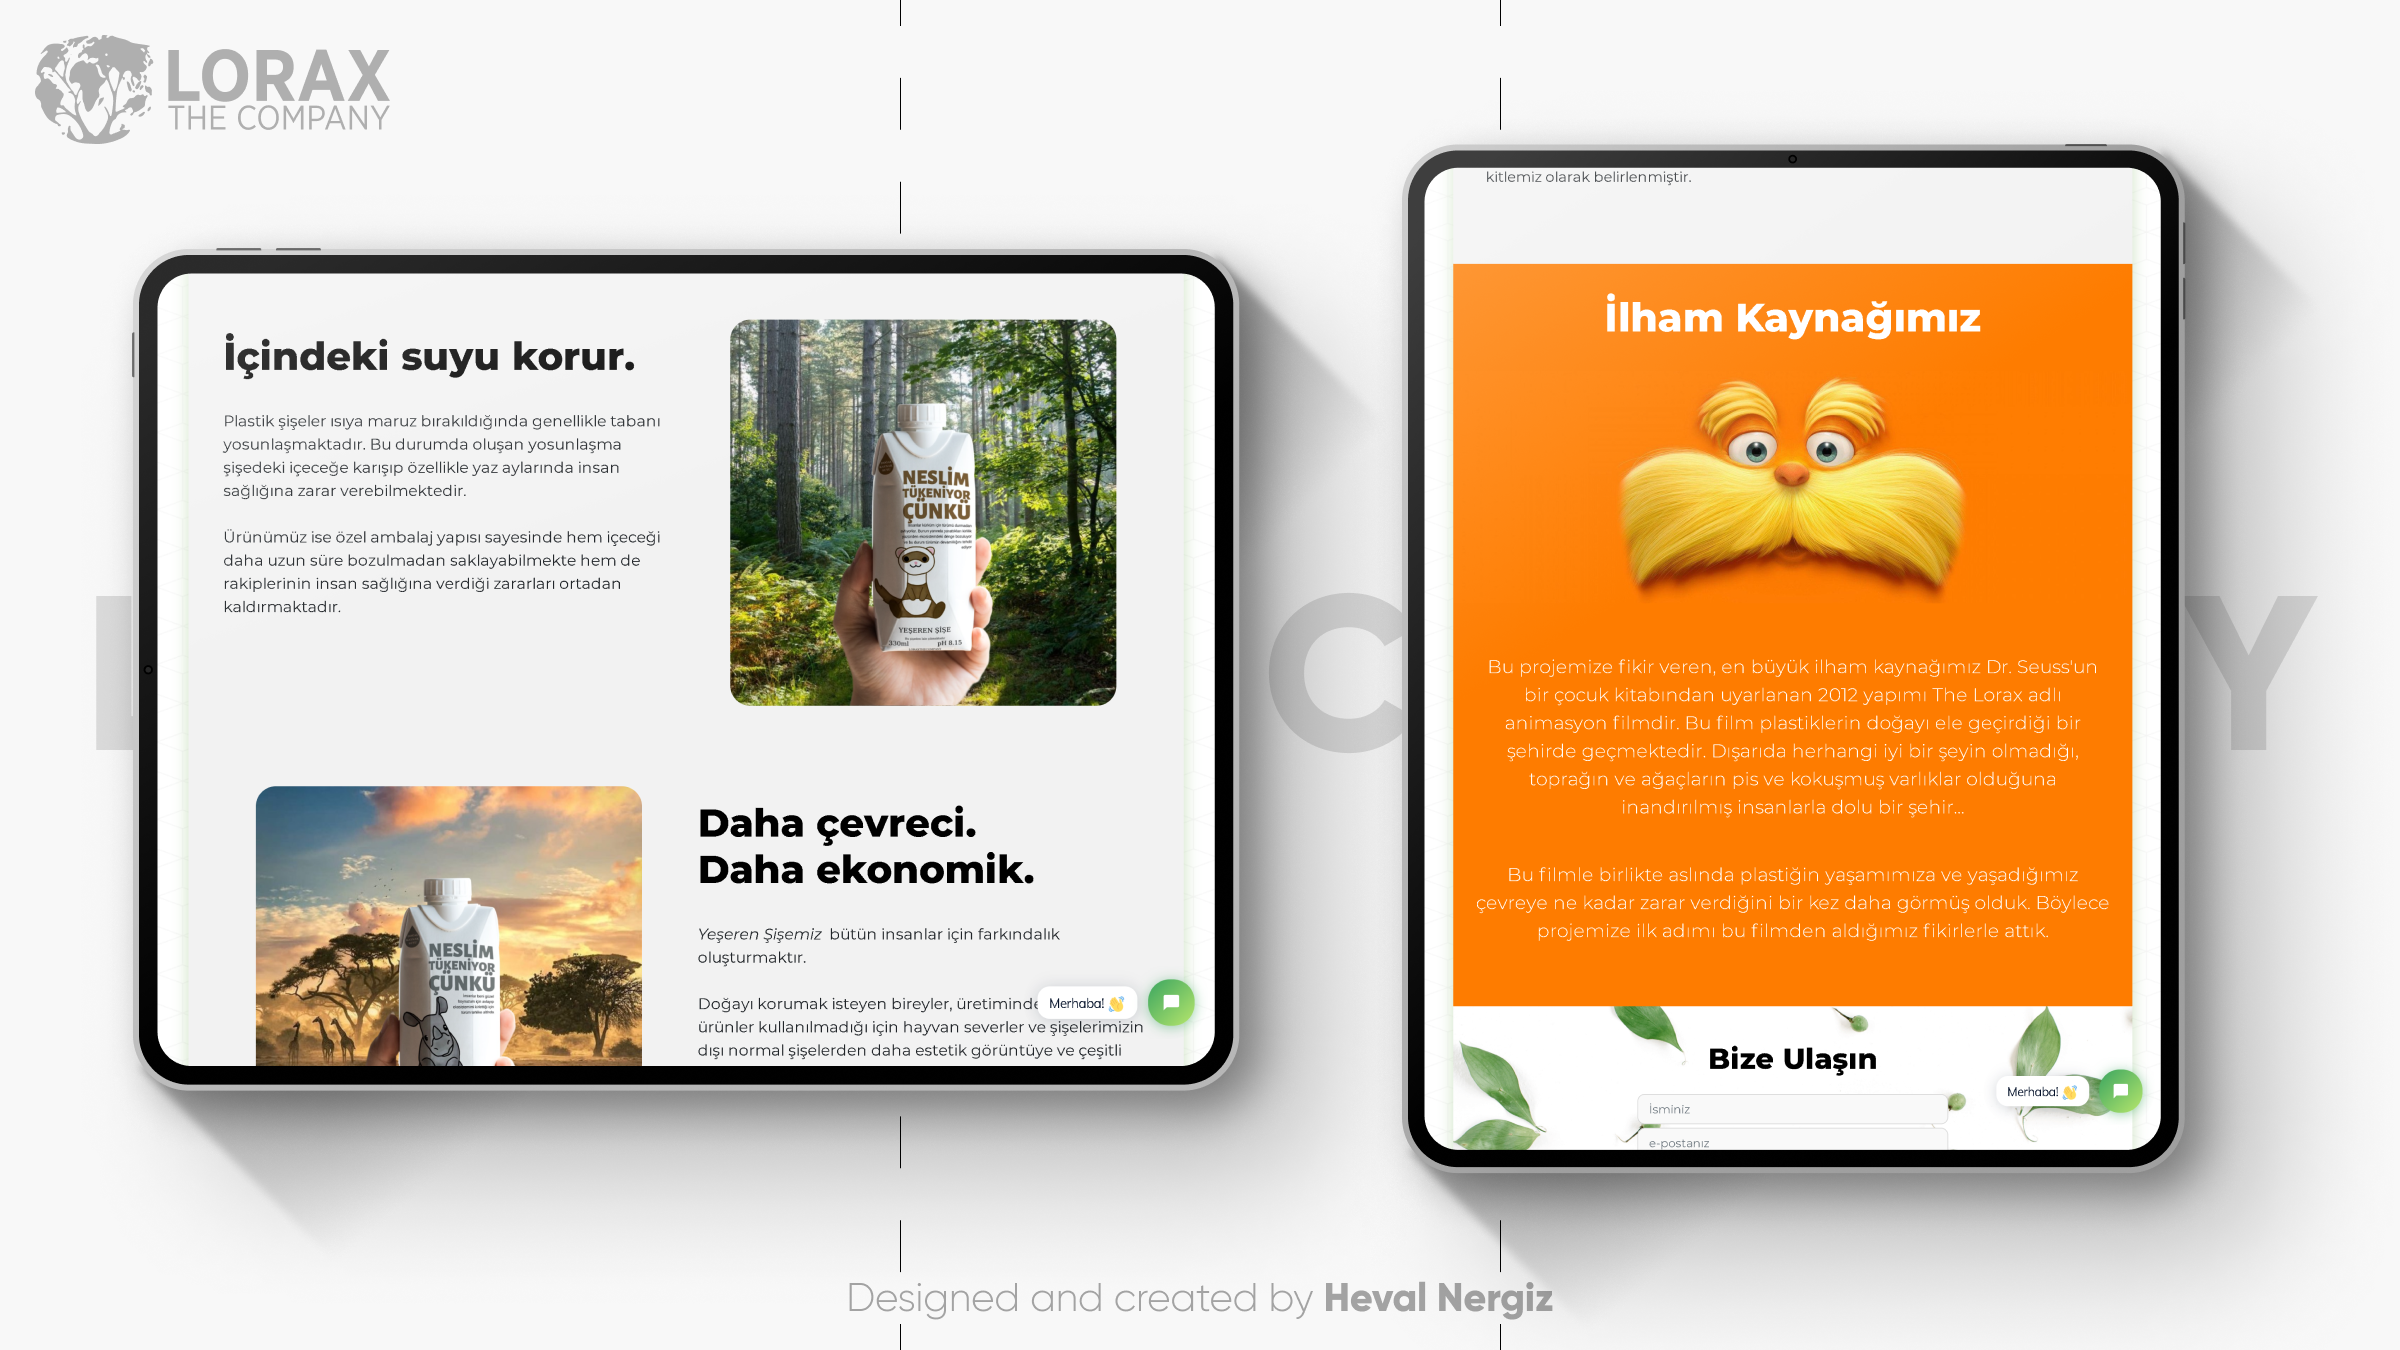 LORAX
THE COMPANY
İçindeki suyu korur.
Plastik şişeler ısıya maruz bırakıldığında genellikle tabanı
yosunlaşmaktadır. Bu durumda oluşan yosunlaşma
şişedeki içeceğe karışıp özellikle yaz aylarında insan
sağlığına zarar verebilmektedir.
Ürünümüz ise özel ambalaj yapısı sayesinde hem içeceği
daha uzun süre bozulmadan saklayabilmekte hem de
rakiplerinin insan sağlığına verdiği zararları ortadan
kaldırmaktadır.
NESLİM
TÜKENİYOR
ÇÜNKÜ
YEŞEREN ŞİŞE
330ml pH 8.15
NESLİM
TÜKENİYOR
ÇÜNKÜ
Daha çevreci.
Daha ekonomik.
Yeşeren Şişemiz bütün insanlar için farkındalık
oluşturmaktır.
Doğayı korumak isteyen bireyler, üretiminde
ürünler kullanılmadığı için hayvan severler ve şişelerimizin
dışı normal şişelerden daha estetik görüntüye ve çeşitli
Merhaba! 👋
kitlemiz olarak belirlenmiştir.
İlham Kaynağımız
Bu projemize fikir veren, en büyük ilham kaynağımız Dr. Seuss'un
bir çocuk kitabından uyarlanan 2012 yapımı The Lorax adlı
animasyon filmdir. Bu film plastiklerin doğayı ele geçirdiği bir
şehirde geçmektedir. Dışarıda herhangi iyi bir şeyin olmadığı,
toprağın ve ağaçların pis ve kokuşmuş varlıklar olduğuna
inandırılmış insanlarla dolu bir şehir...
Bu filmle birlikte aslında plastiğin yaşamımıza ve yaşadığımız
çevreye ne kadar zarar verdiğini bir kez daha görmüş olduk. Böylece
projemize ilk adımı bu filmden aldığımız fikirlerle attık.
Bize Ulaşın
İsminiz
e-postanız
Merhaba! 👋
C
Y
Designed and created by Heval Nergiz